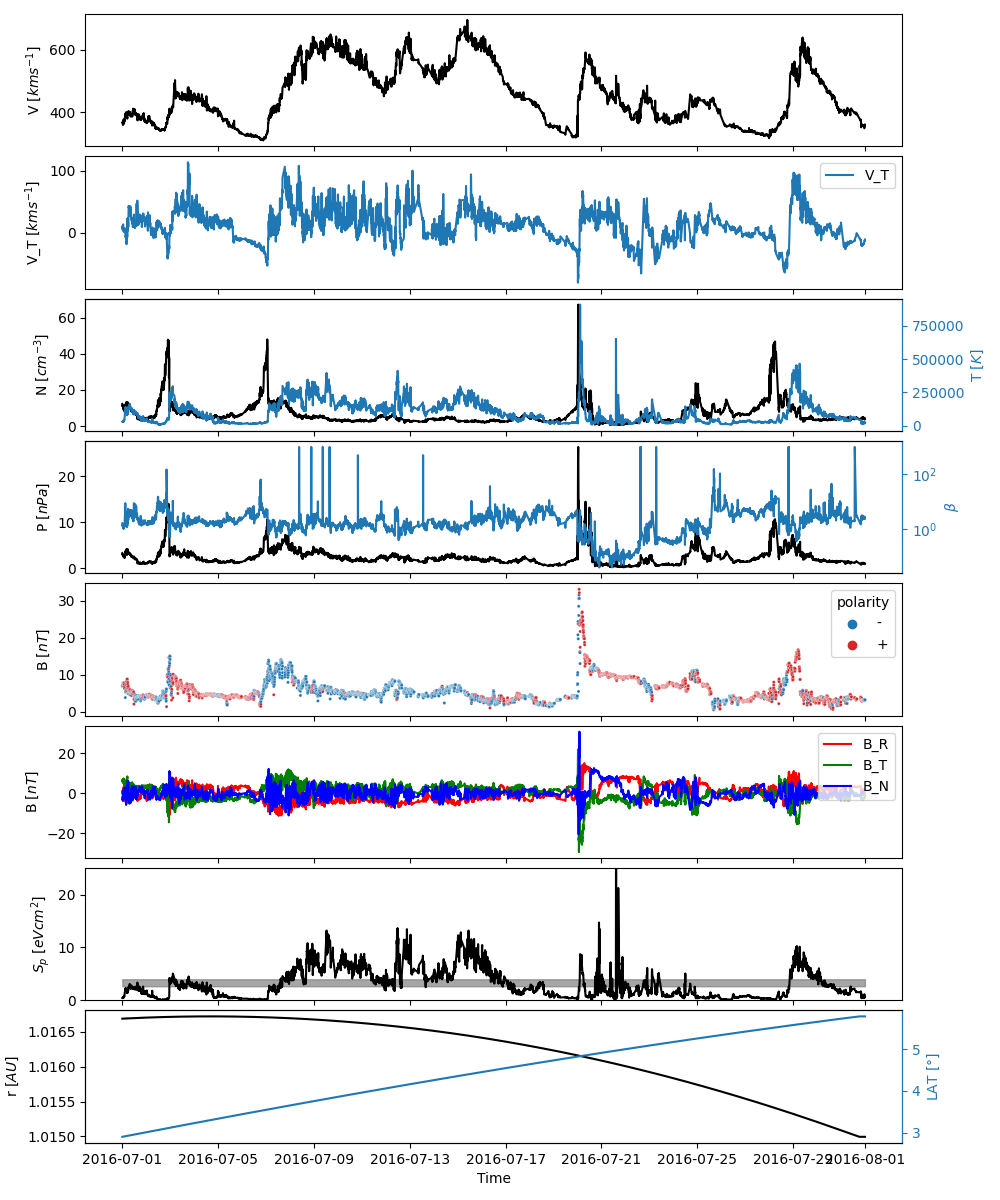 V [kms⁻¹]
600
400
V_T [kms⁻¹]
100
0
V_T
N [cm⁻³]
60
40
20
0
750000
500000
250000
0
T [K]
P [nPa]
20
10
0
10²
10⁰
β
B [nT]
30
20
10
0
polarity
-
+
B [nT]
20
0
−20
B_R
B_T
B_N
Sₚ [eVcm²]
20
10
0
r [AU]
1.0165
1.0160
1.0155
1.0150
5
4
3
LAT [°]
2016-07-01 2016-07-05 2016-07-09 2016-07-13 2016-07-17 2016-07-21 2016-07-25 2016-07-29 2016-08-01
Time